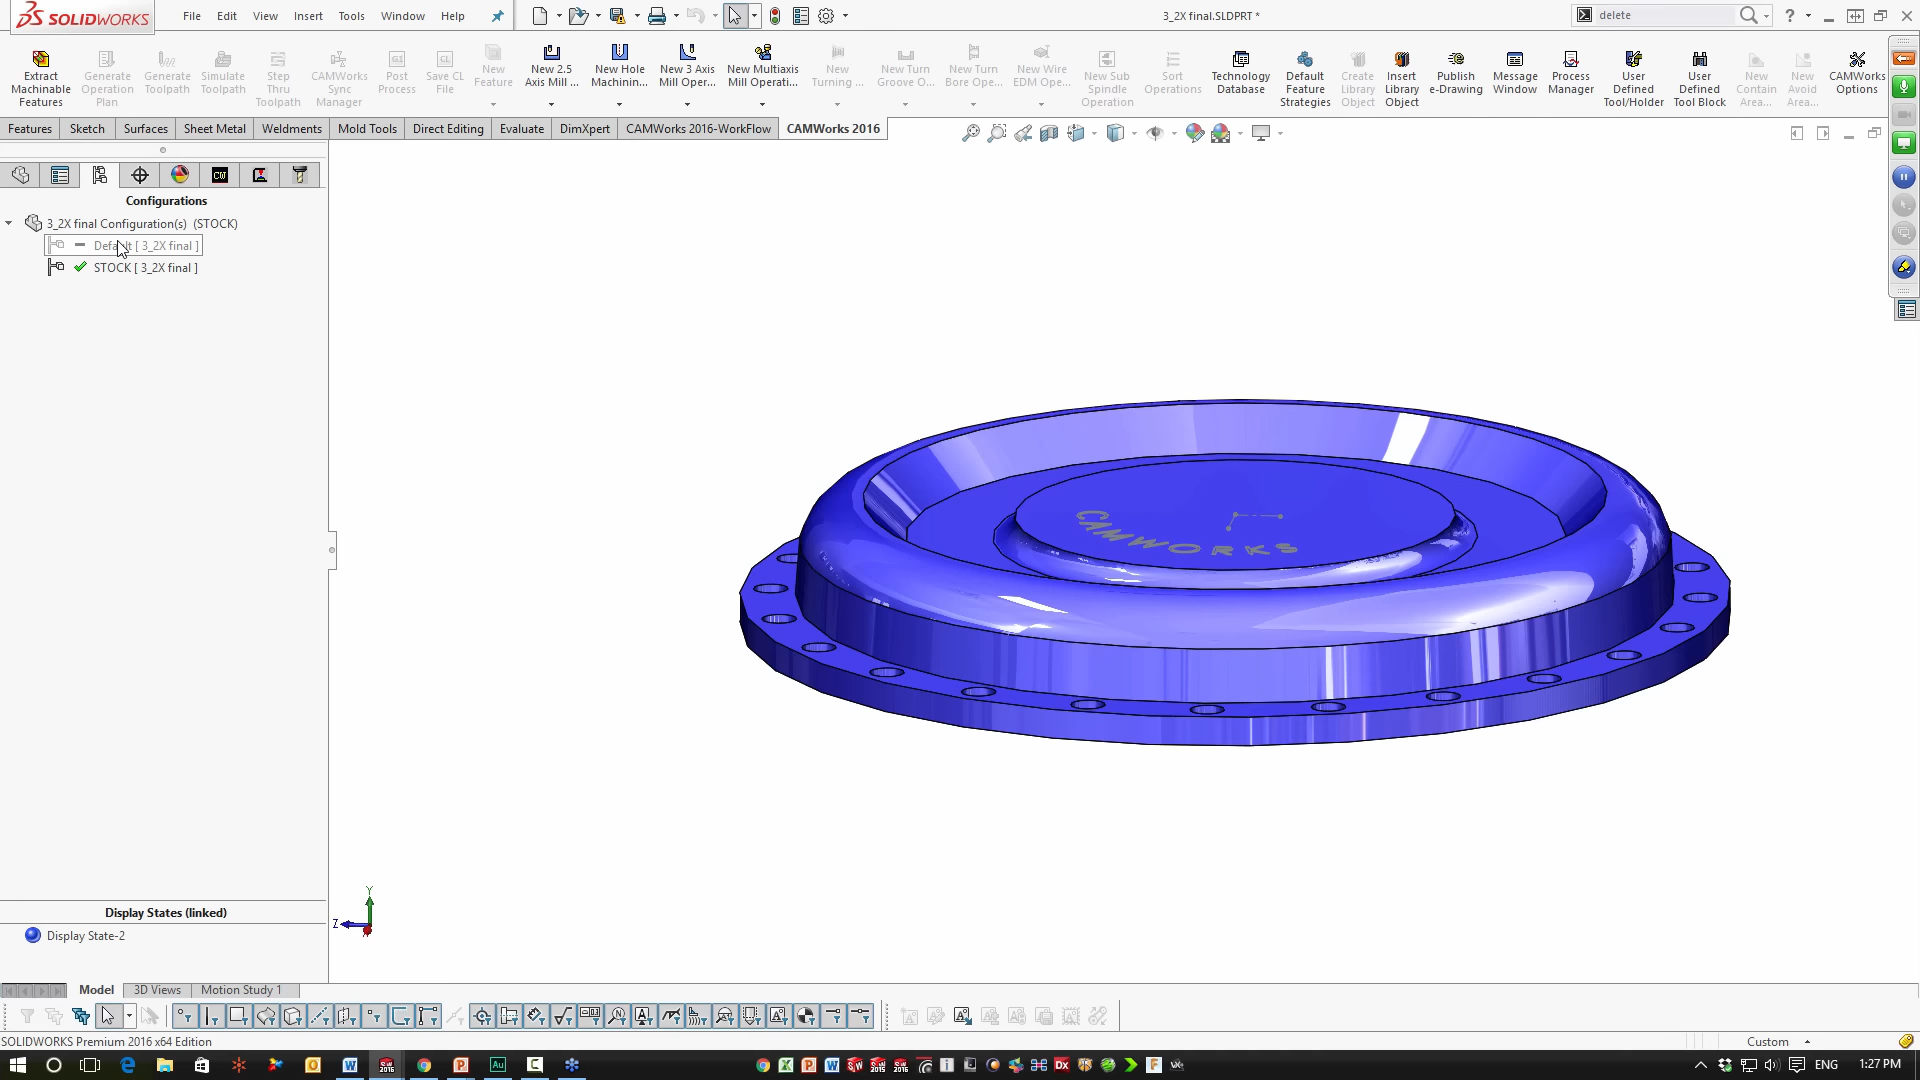 SOLIDWORKS File Edit View Insert Tools Window Help 3_2X final.SLDPRT * delete
Extract Machinable Features
Generate Operation Plan
Generate Toolpath
Simulate Toolpath
Step Thru Toolpath
CAMWorks Sync Manager
Post Process
Save CL File
New Feature
New 2.5 Axis Mill ...
New Hole Machinin...
New 3 Axis Mill Oper...
New Multiaxis Mill Operati...
New Turning ...
New Turn Groove O...
New Turn Bore Ope...
New Wire EDM Ope...
New Sub Spindle Operation
Sort Operations
Technology Database
Default Feature Strategies
Create Library Object
Insert Library Object
Publish e-Drawing
Message Window
Process Manager
User Defined Tool/Holder
User Defined Tool Block
New Contain Area...
New Avoid Area...
CAMWorks Options
Features Sketch Surfaces Sheet Metal Weldments Mold Tools Direct Editing Evaluate DimXpert CAMWorks 2016-WorkFlow CAMWorks 2016
Configurations
3_2X final Configuration(s) (STOCK)
Default [ 3_2X final ]
STOCK [ 3_2X final ]
CAMWORKS
Y
Z
Display States (linked)
Display State-2
Model 3D Views Motion Study 1
SOLIDWORKS Premium 2016 x64 Edition Custom
ENG 1:27 PM